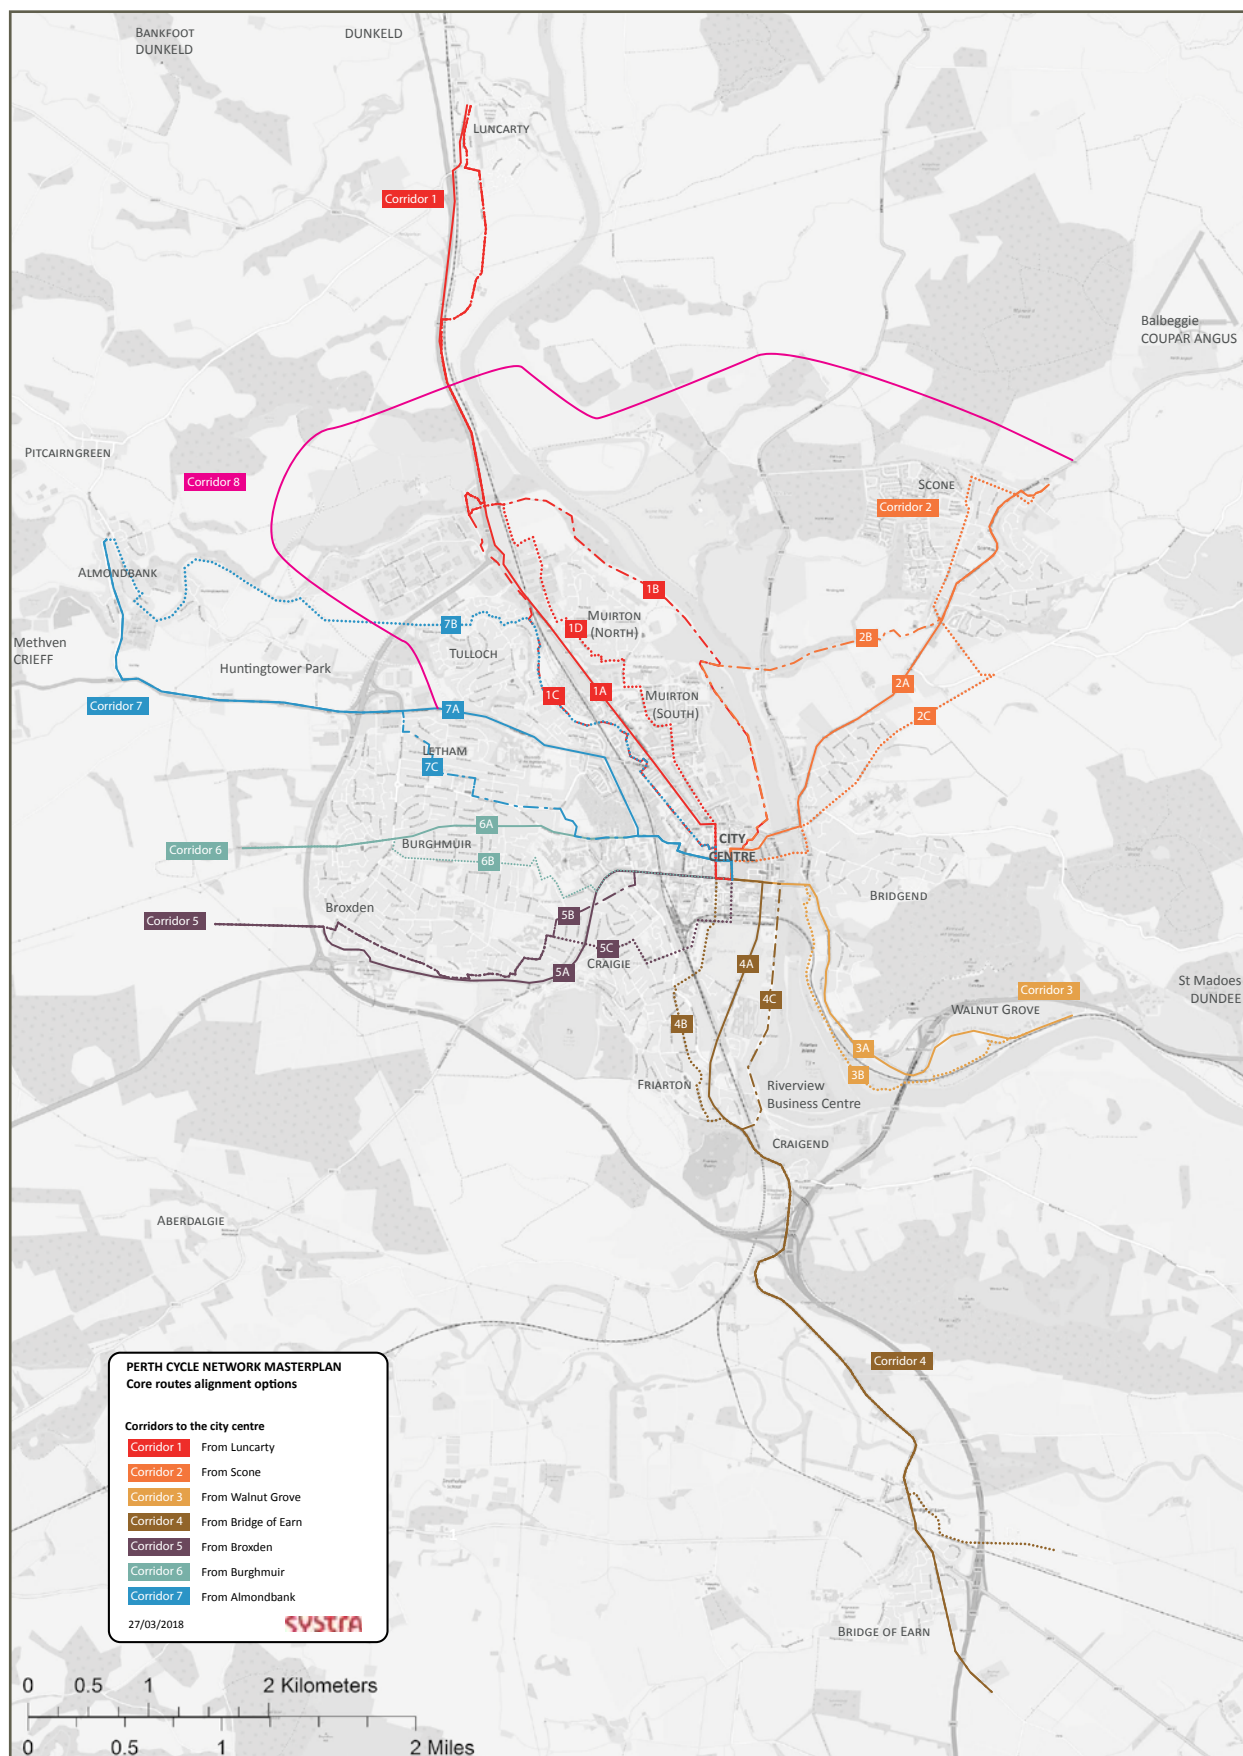 BANKFOOT
DUNKELD
DUNKELD
LUNCARTY
Corridor 1
Balbeggie
COUPAR ANGUS
PITCAIRNGREEN
Corridor 8
SCONE
Corridor 2
ALMONDBANK
1B
MUIRTON
(NORTH)
1D
7B
2B
Methven
CRIEFF
TULLOCH
Huntingtower Park
2A
1C
1A
MUIRTON
(SOUTH)
Corridor 7
7A
2C
LETHAM
7C
6A
CITY
CENTRE
BURGHMUIR
Corridor 6
6B
BRIDGEND
Broxden
5B
Corridor 5
5C
CRAIGIE
5A
4A
4C
St Madoes
DUNDEE
Corridor 3
WALNUT GROVE
4B
3A
3B
FRIARTON
Riverview
Business Centre
CRAIGEND
ABERDALGIE
Corridor 4
PERTH CYCLE NETWORK MASTERPLAN
Core routes alignment options
Corridors to the city centre
Corridor 1 From Luncarty
Corridor 2 From Scone
Corridor 3 From Walnut Grove
Corridor 4 From Bridge of Earn
Corridor 5 From Broxden
Corridor 6 From Burghmuir
Corridor 7 From Almondbank
27/03/2018
SYSTRA
BRIDGE OF EARN
0 0.5 1 2 Kilometers
0 0.5 1 2 Miles